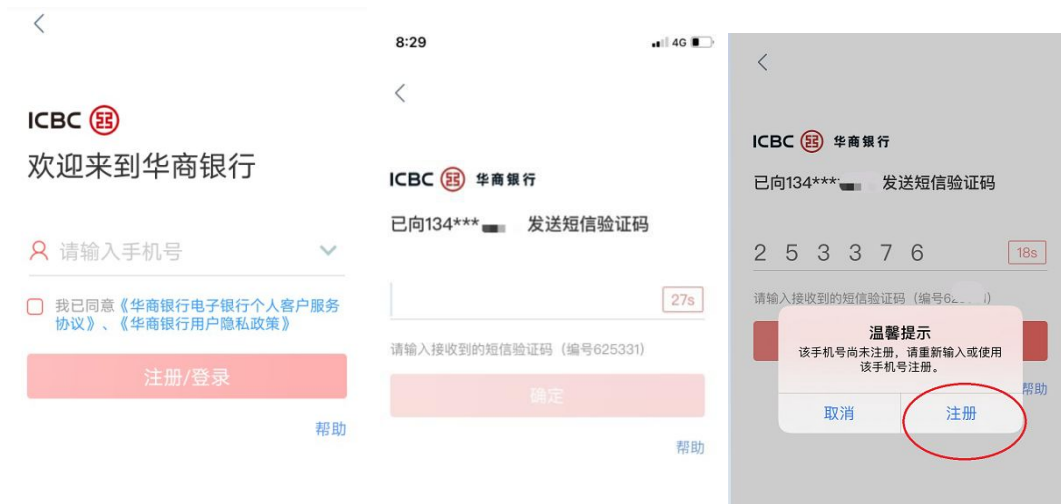 ICBC
欢迎来到华商银行
请输入手机号
我已同意《华商银行电子银行个人客户服务
协议》、《华商银行用户隐私政策》
注册/登录
帮助
8:29
4G
ICBC 华商银行
已向134*** 发送短信验证码
27s
请输入接收到的短信验证码（编号625331)
确定
帮助
ICBC 华商银行
已向134*** 发送短信验证码
2 5 3 3 7 6
18s
请输入接收到的短信验证码（编号62
温馨提示
该手机号尚未注册，请重新输入或使用
该手机号注册。
帮助
取消
注册